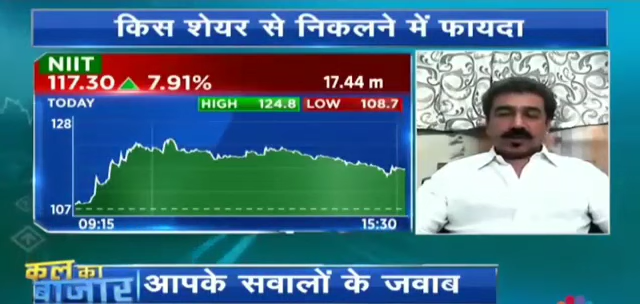 किस शेयर से निकलने में फायदा
NIIT
117.30 ▲ 7.91% 17.44 m
TODAY HIGH 124.8 LOW 108.7
128
107
09:15 15:30
कल का
बाजार
आपके सवालों के जवाब